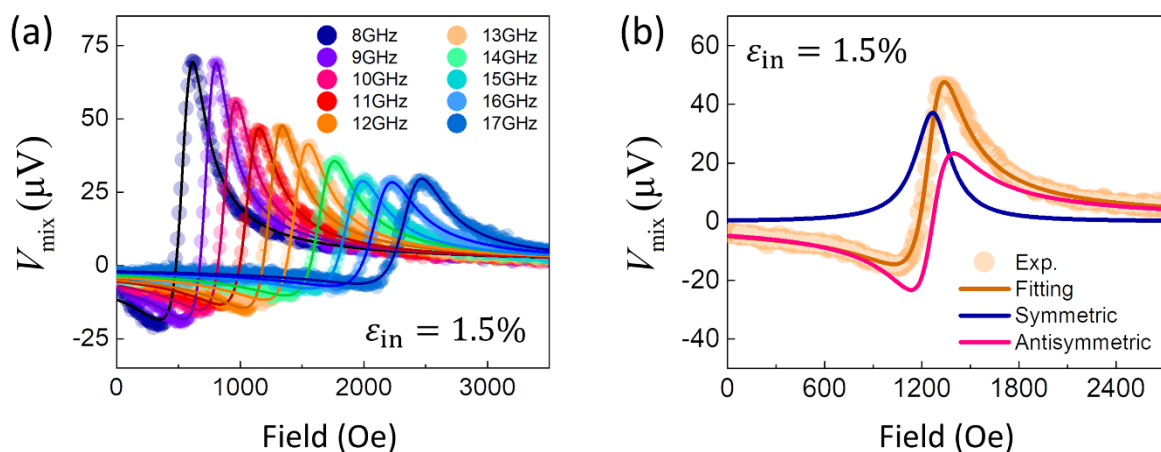 (a)
75
50
25
0
-25
V_mix (μV)
8GHz
9GHz
10GHz
11GHz
12GHz
13GHz
14GHz
15GHz
16GHz
17GHz
ε_in = 1.5%
0 1000 2000 3000
Field (Oe)
(b)
60
40
20
0
-20
-40
V_mix (μV)
ε_in = 1.5%
Exp.
Fitting
Symmetric
Antisymmetric
0 600 1200 1800 2400
Field (Oe)